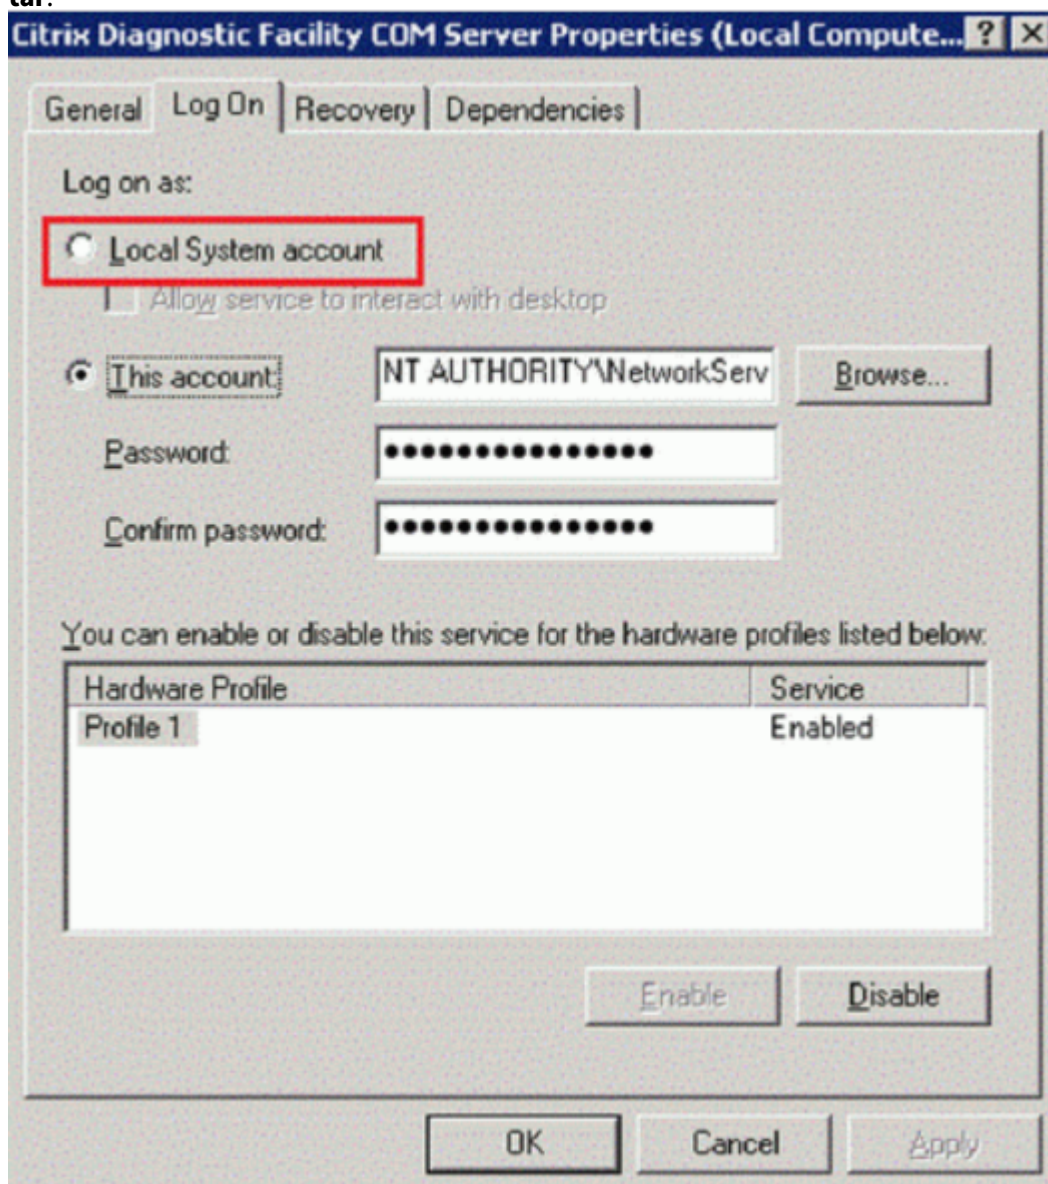 tar.
Citrix Diagnostic Facility COM Server Properties (Local Compute... ? X
General Log On Recovery Dependencies
Log on as:
Local System account
Allow service to interact with desktop
This account: NT AUTHORITY\NetworkServ Browse...
Password: ●●●●●●●●●●●●●●●
Confirm password: ●●●●●●●●●●●●●●●
You can enable or disable this service for the hardware profiles listed below:
Hardware Profile Service
Profile 1 Enabled
Enable Disable
OK Cancel Apply